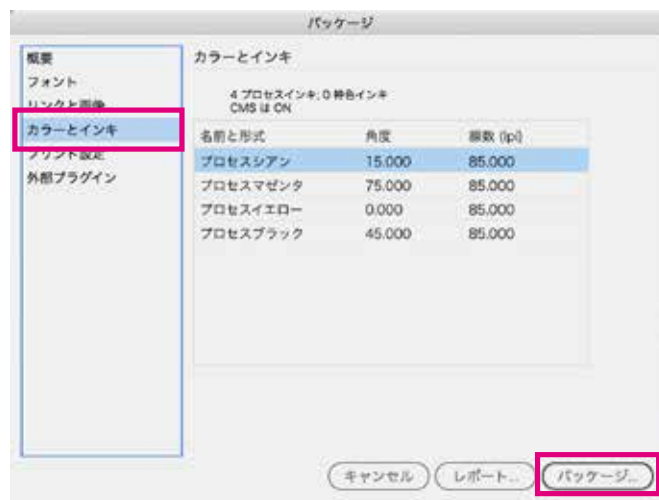 パッケージ
概要
フォント
リンクと画像
カラーとインキ
プリント設定
外部プラグイン
カラーとインキ
4 プロセスインキ; 0 特色インキ
CMS は ON
名前と形式 角度 線数 (lpi)
プロセスシアン 15.000 85.000
プロセスマゼンタ 75.000 85.000
プロセスイエロー 0.000 85.000
プロセスブラック 45.000 85.000
キャンセル レポート... パッケージ...